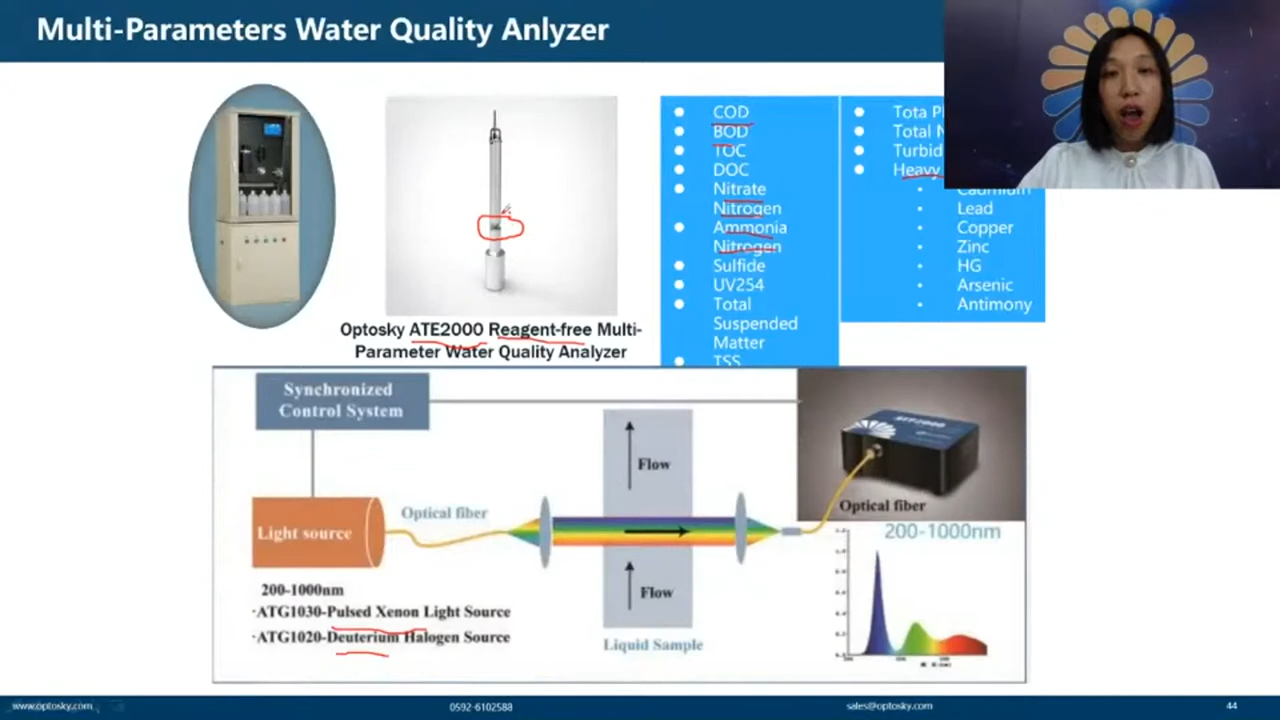 Multi-Parameters Water Quality Anlyzer
COD
BOD
TOC
DOC
Nitrate
Nitrogen
Ammonia
Nitrogen
Sulfide
UV254
Total
Suspended
Matter
TSS
Tota
Total
Heavy
Cadmium
Lead
Copper
Zinc
HG
Arsenic
Antimony
Optosky ATE2000 Reagent-free Multi-
Parameter Water Quality Analyzer
Synchronized
Control System
Flow
ATP2000
Optical fiber
Light source
Optical fiber
200-1000nm
200-1000nm
·ATG1030-Pulsed Xenon Light Source
·ATG1020-Deuterium Halogen Source
Flow
Liquid Sample
www.optosky.com
0592-6102588
sales@optosky.com
44